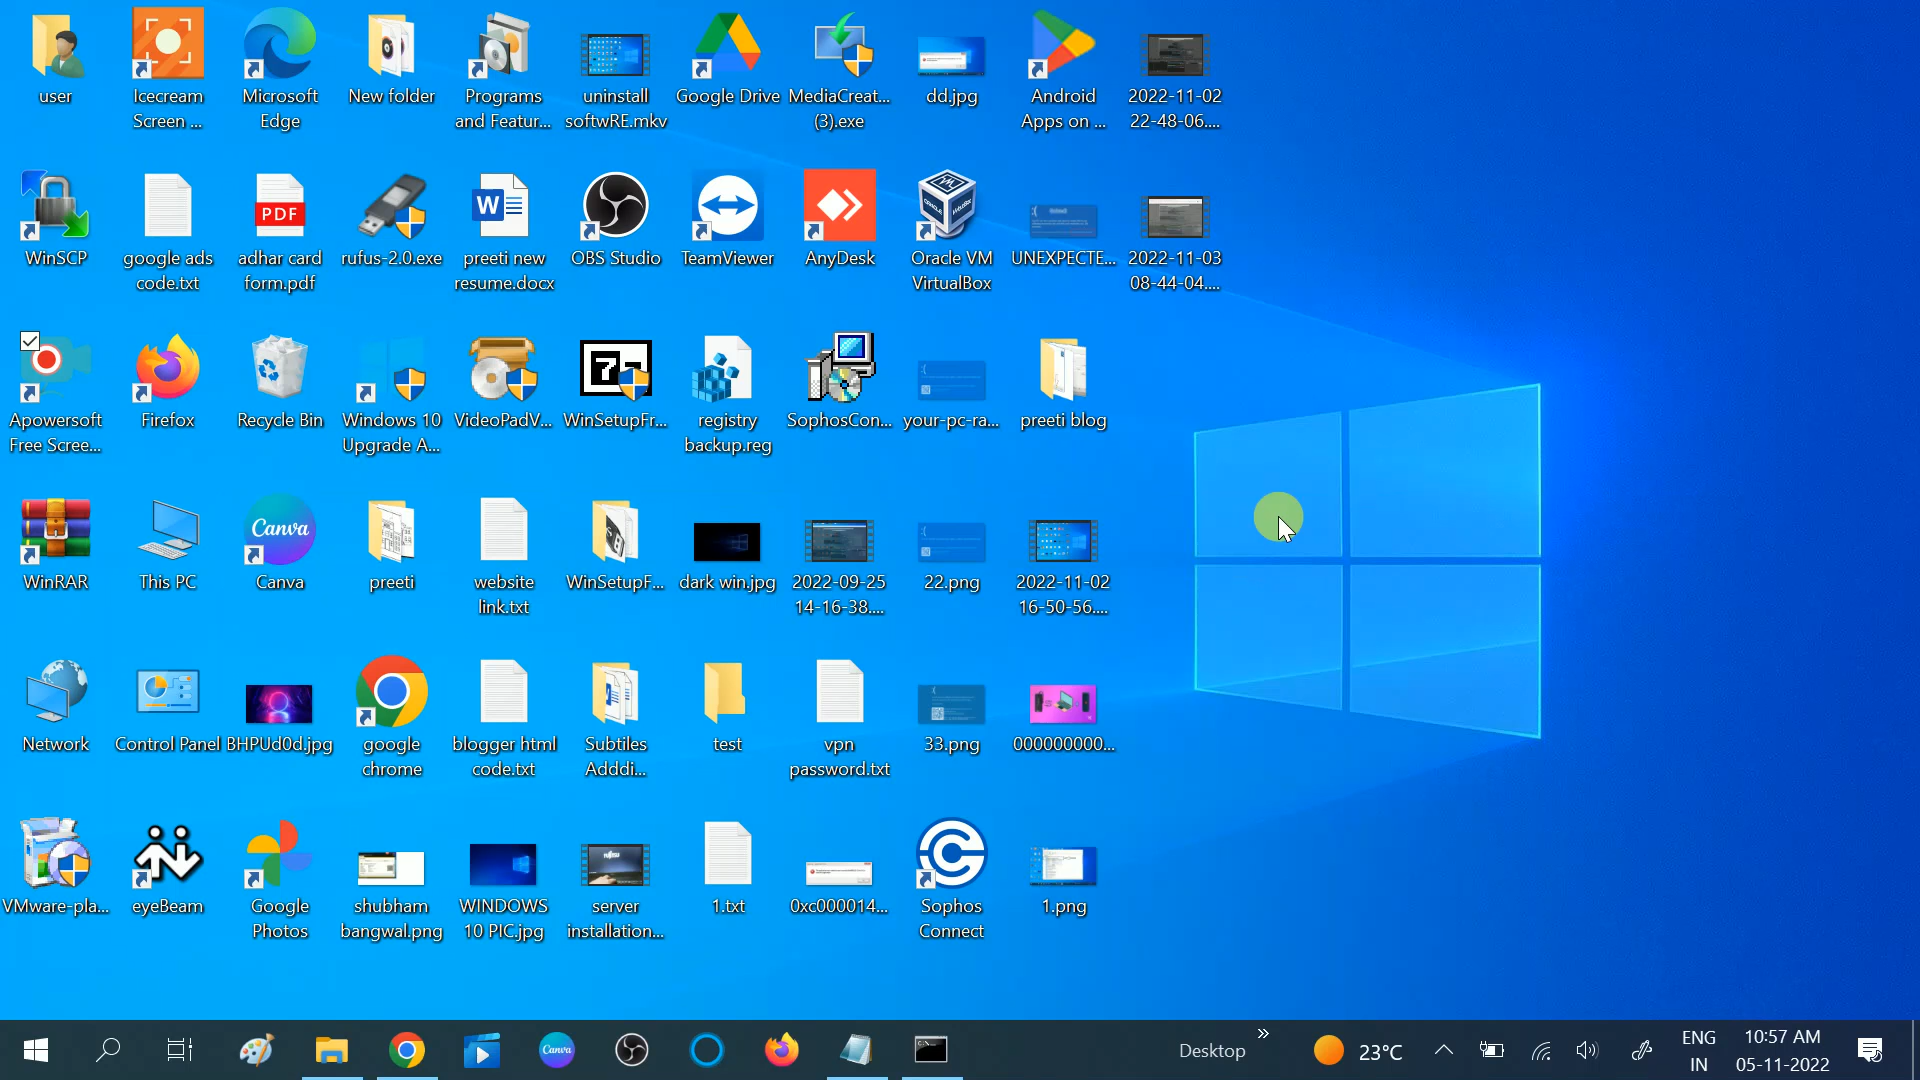 user
Icecream
Screen ...
Microsoft
Edge
New folder
Programs
and Featur...
uninstall
softwRE.mkv
Google Drive
MediaCreat...
(3).exe
dd.jpg
Android
Apps on ...
2022-11-02
22-48-06....
WinSCP
google ads
code.txt
PDF
adhar card
form.pdf
rufus-2.0.exe
W
preeti new
resume.docx
OBS Studio
TeamViewer
AnyDesk
Oracle VM
VirtualBox
UNEXPECTE...
2022-11-03
08-44-04....
Apowersoft
Free Scree...
Firefox
Recycle Bin
Windows 10
Upgrade A...
VideoPadV...
WinSetupFr...
registry
backup.reg
SophosCon...
your-pc-ra...
preeti blog
WinRAR
This PC
Canva
Canva
preeti
website
link.txt
WinSetupF...
dark win.jpg
2022-09-25
14-16-38....
22.png
2022-11-02
16-50-56....
Network
Control Panel
BHPUd0d.jpg
google
chrome
blogger html
code.txt
Subtiles
Adddi...
test
vpn
password.txt
33.png
000000000...
VMware-pla...
eyeBeam
Google
Photos
shubham
bangwal.png
WINDOWS
10 PIC.jpg
server
installation...
1.txt
0xc000014...
Sophos
Connect
1.png
Canva
Desktop
23°C
ENG
IN
10:57 AM
05-11-2022